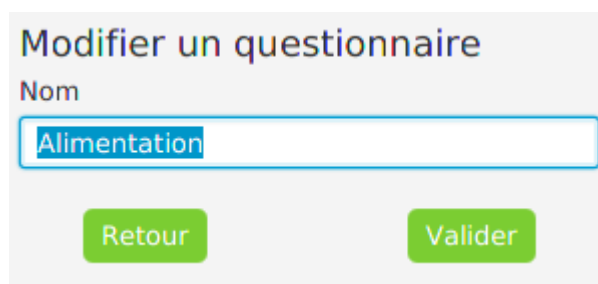 Modifier un questionnaire
Nom
Alimentation
Retour Valider